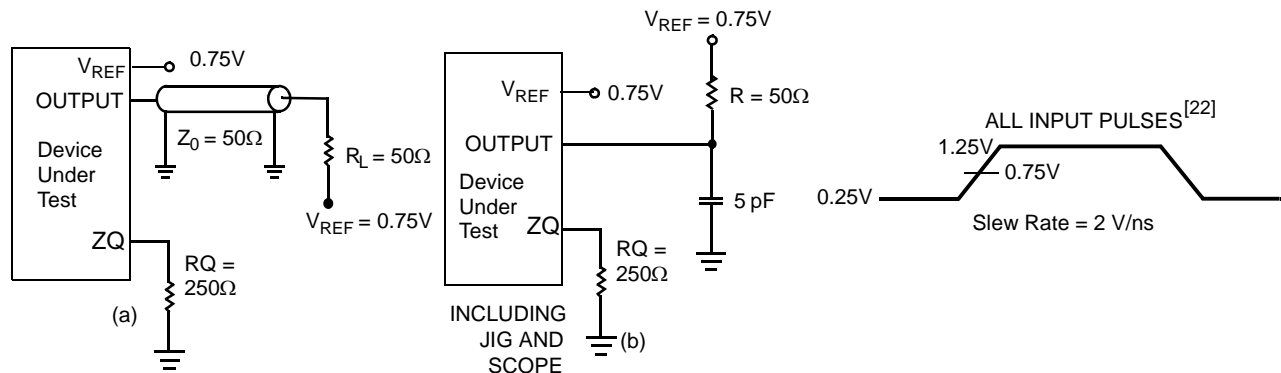 V_REF 0.75V
OUTPUT
Z_0 = 50Ω
Device
Under
Test
R_L = 50Ω
V_REF = 0.75V
ZQ
RQ =
250Ω
(a)
V_REF = 0.75V
R = 50Ω
V_REF 0.75V
OUTPUT
Device
Under
Test
5 pF
ZQ
RQ =
250Ω
INCLUDING
JIG AND
SCOPE
(b)
ALL INPUT PULSES[22]
1.25V
0.75V
0.25V
Slew Rate = 2 V/ns